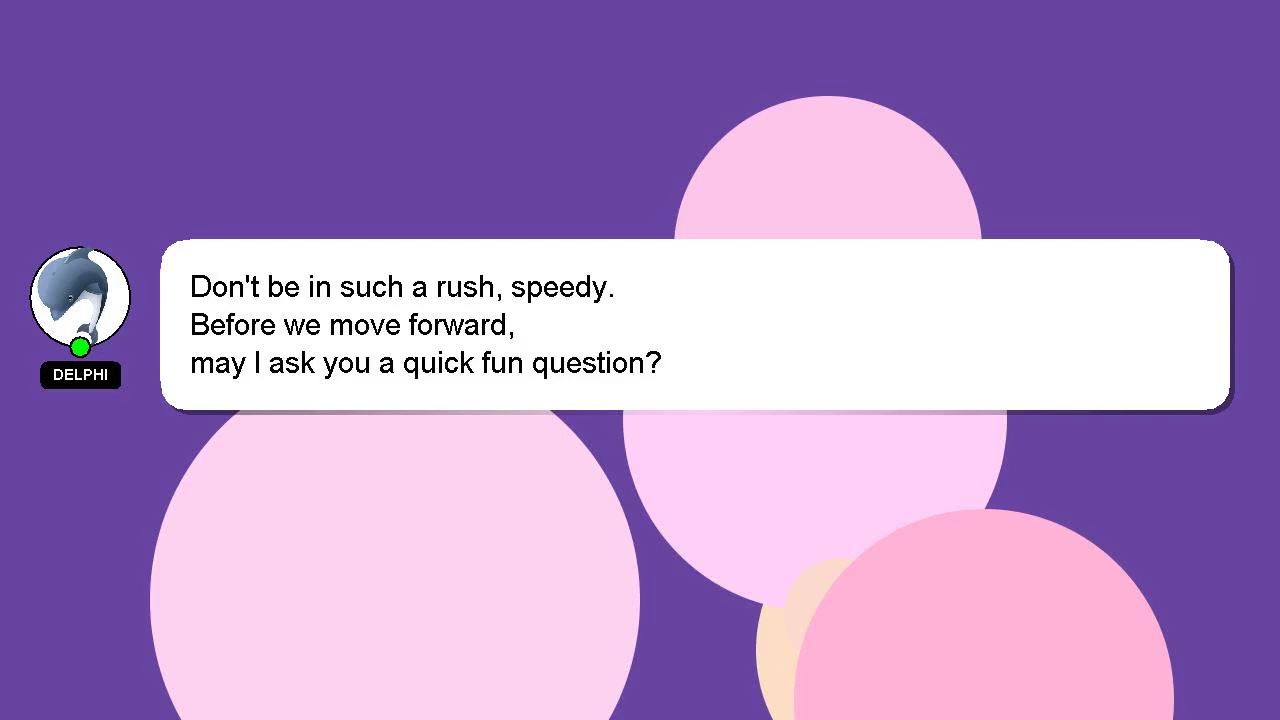 Don't be in such a rush, speedy.
Before we move forward,
may I ask you a quick fun question?
DELPHI